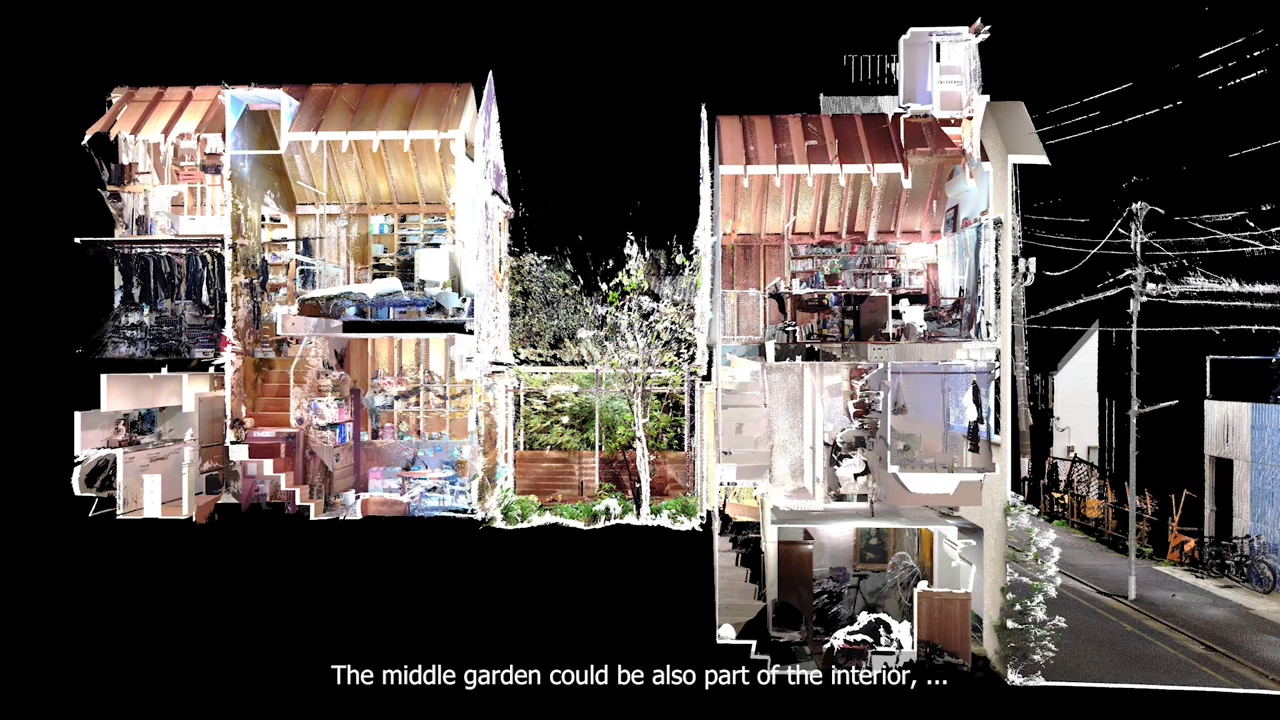 The middle garden could be also part of the interior, ...